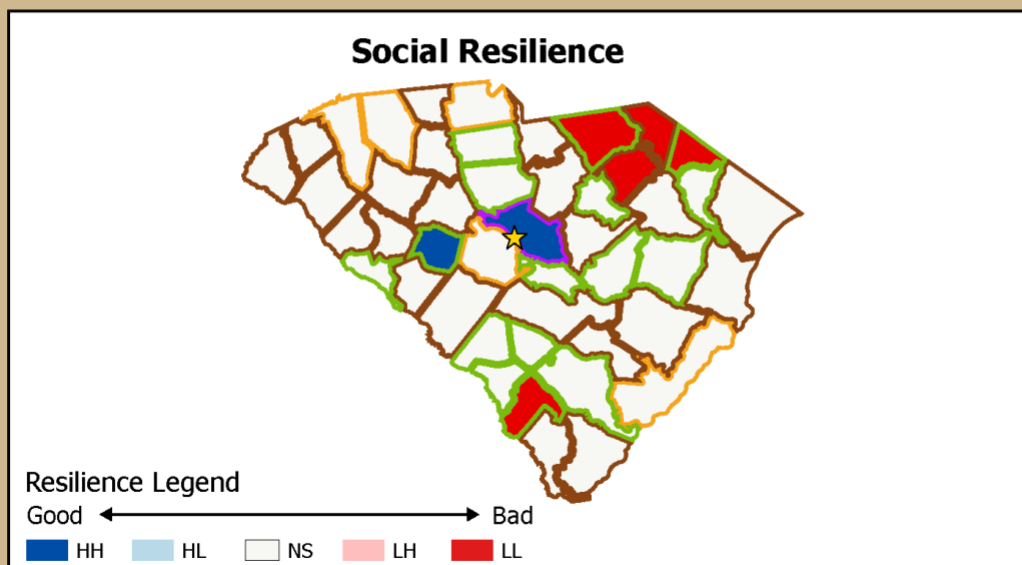 Social Resilience
Resilience Legend
Good Bad
HH HL NS LH LL